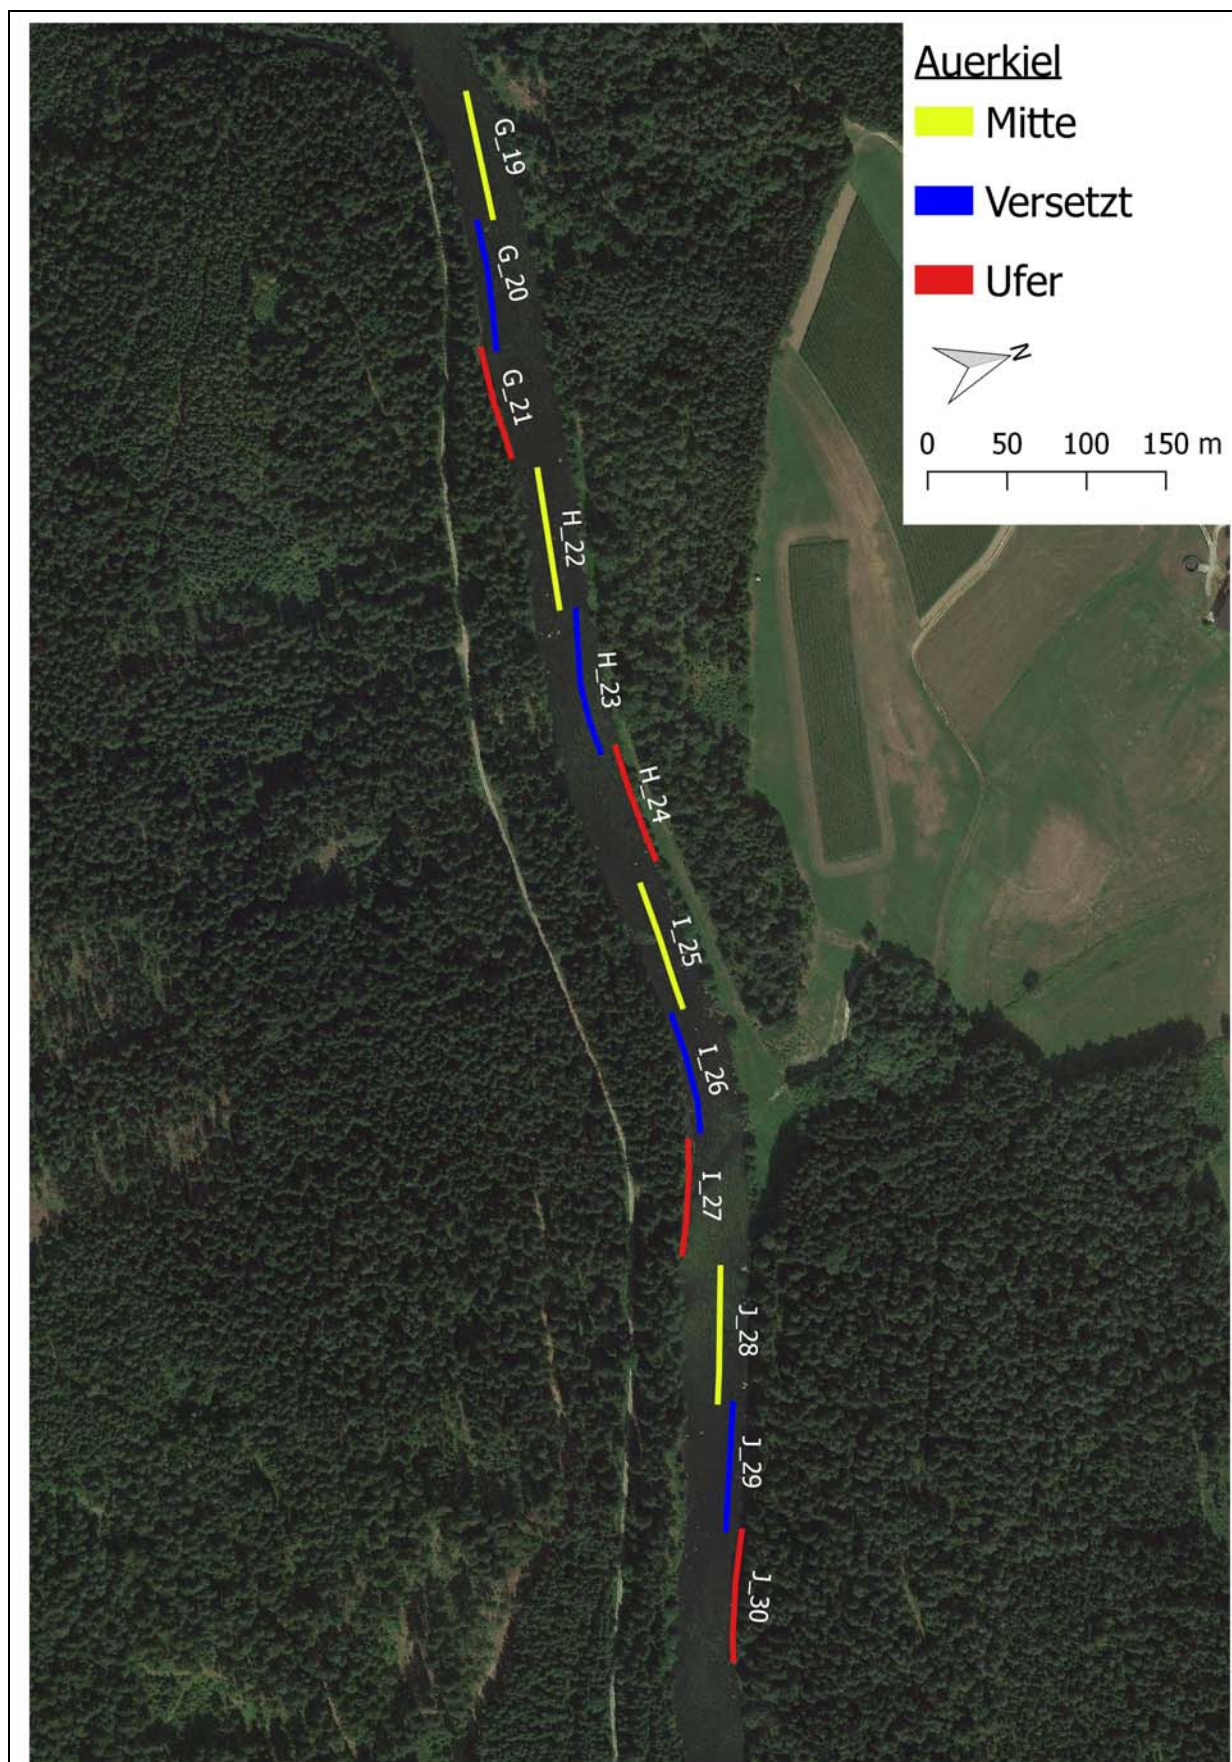 Auerkiel
Mitte
Versetzt
Ufer
N
0 50 100 150 m
G_19
G_20
G_21
H_22
H_23
H_24
I_25
I_26
I_27
J_28
J_29
J_30